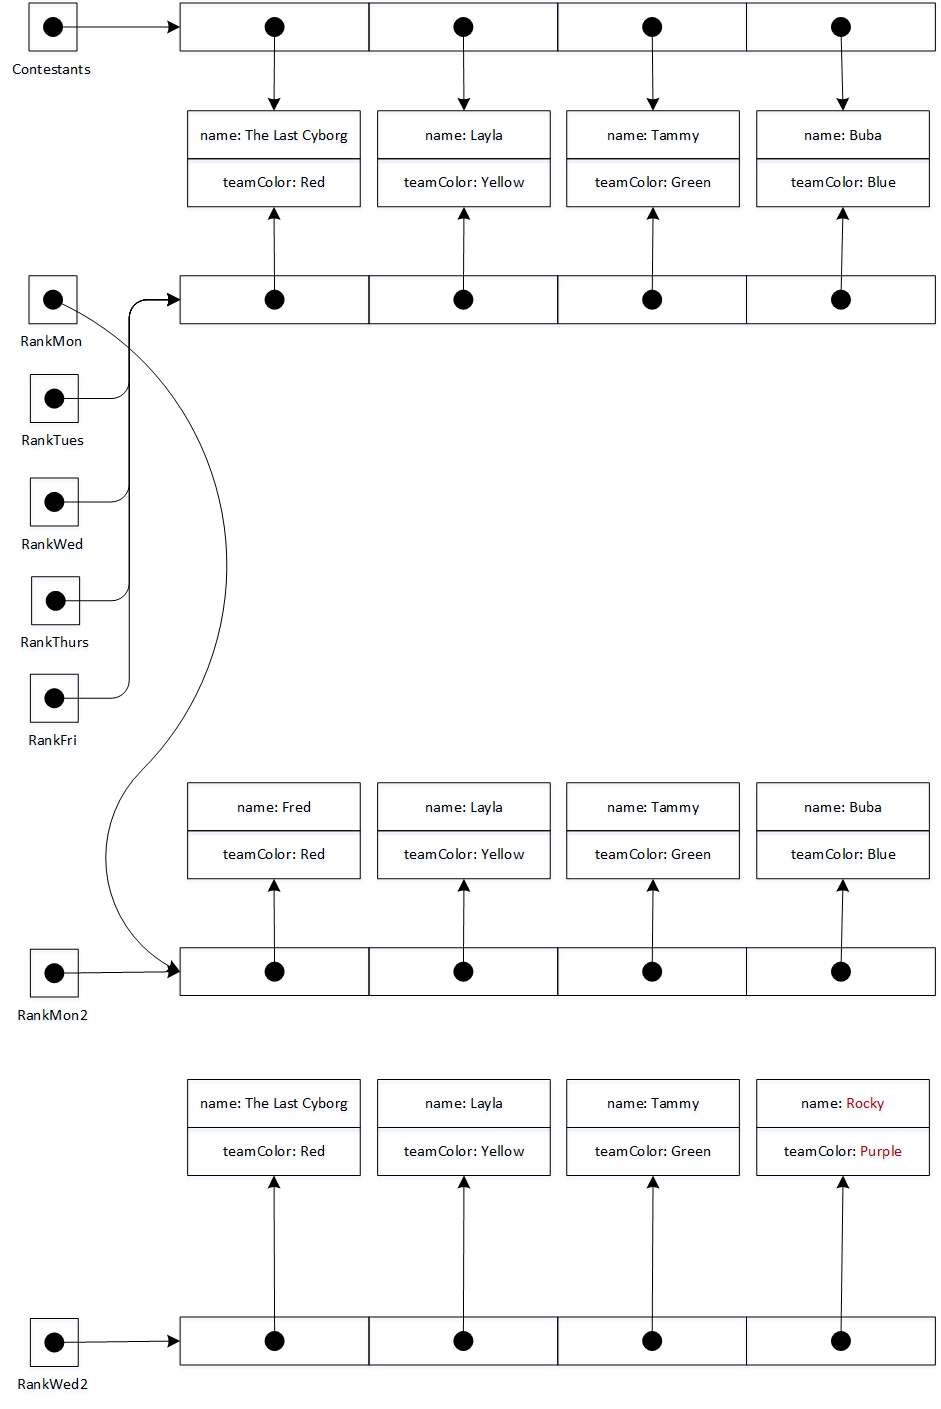 Contestants
name: The Last Cyborg
name: Layla
name: Tammy
name: Buba
teamColor: Red
teamColor: Yellow
teamColor: Green
teamColor: Blue
RankMon
RankTues
RankWed
RankThurs
RankFri
name: Fred
name: Layla
name: Tammy
name: Buba
teamColor: Red
teamColor: Yellow
teamColor: Green
teamColor: Blue
RankMon2
name: The Last Cyborg
name: Layla
name: Tammy
name: Rocky
teamColor: Red
teamColor: Yellow
teamColor: Green
teamColor: Purple
RankWed2